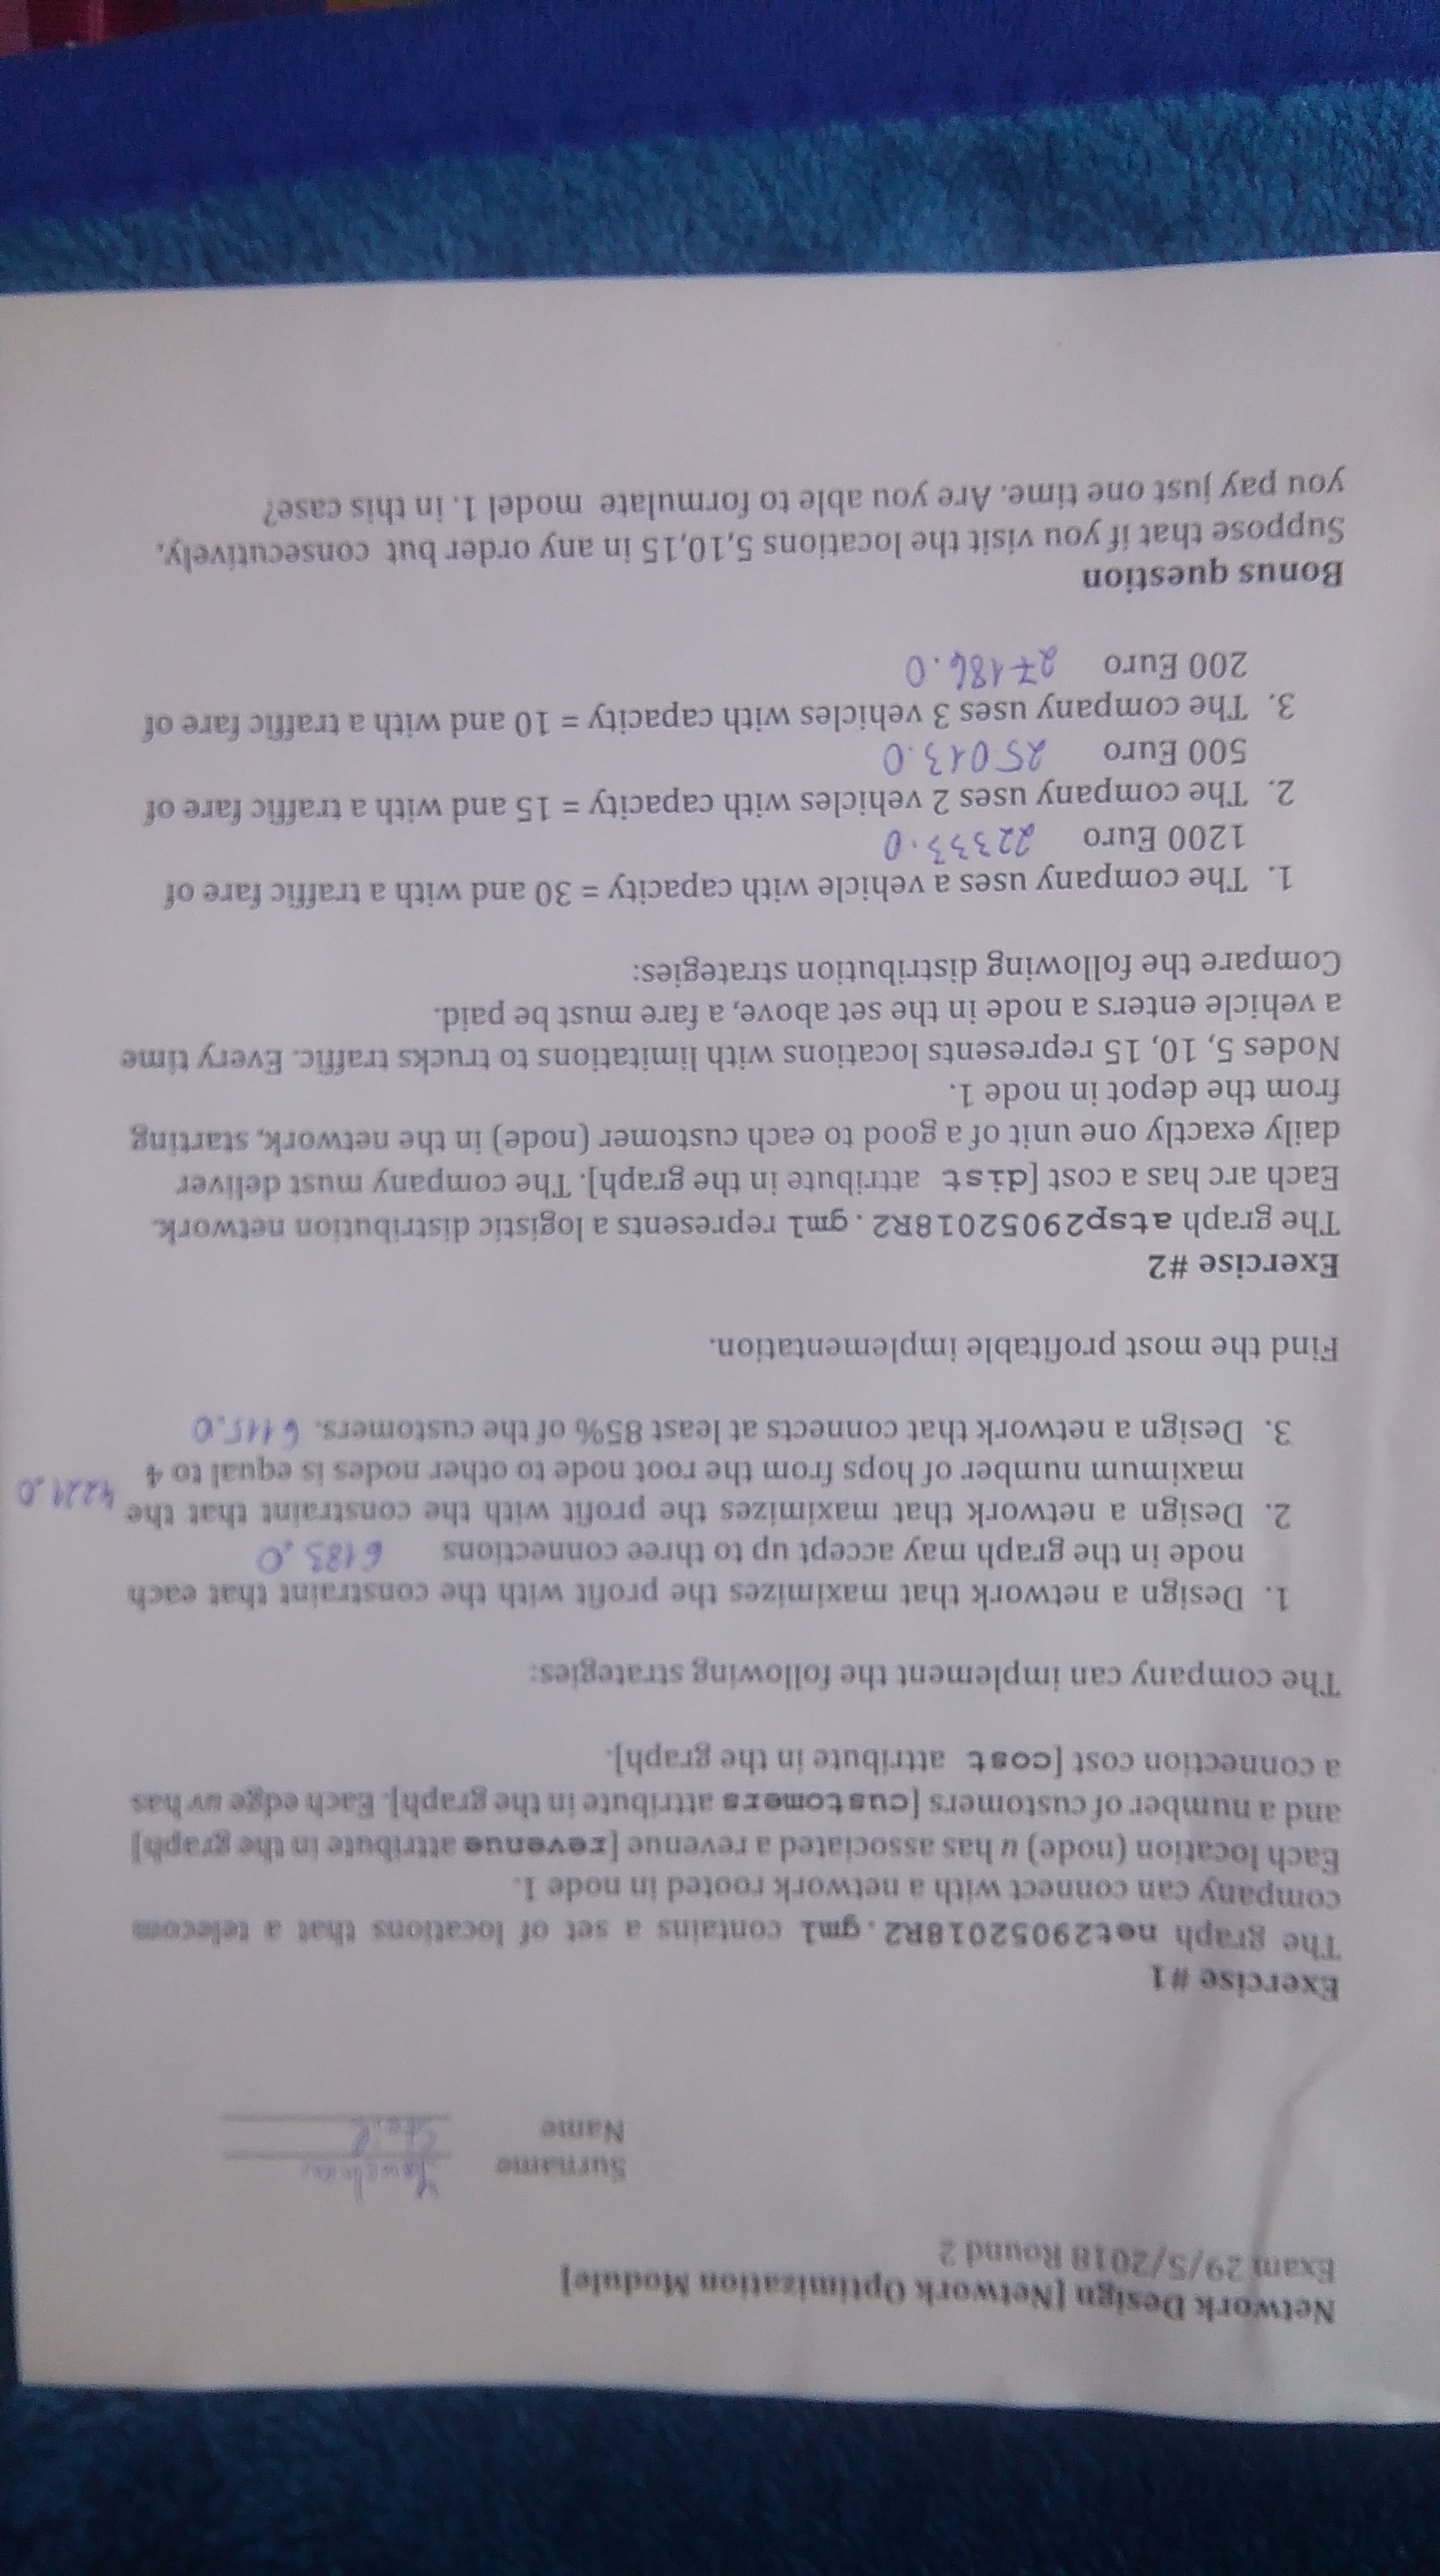 Network Design [Network Optimization Module]
Exam 29/5/2018 Round 2
Surname
Name
Exercise #1
The graph net29052018R2.gml contains a set of locations that a telecom
company can connect with a network rooted in node 1.
Each location (node) u has associated a revenue [revenue attribute in the graph]
and a number of customers [customers attribute in the graph]. Each edge uv has
a connection cost [cost attribute in the graph].
The company can implement the following strategies:
1. Design a network that maximizes the profit with the constraint that each
node in the graph may accept up to three connections 6183.0
2. Design a network that maximizes the profit with the constraint that the
maximum number of hops from the root node to other nodes is equal to 4 4221.0
3. Design a network that connects at least 85% of the customers. 6115.0
Find the most profitable implementation.
Exercise #2
The graph atsp29052018R2.gml represents a logistic distribution network.
Each arc has a cost [dist attribute in the graph]. The company must deliver
daily exactly one unit of a good to each customer (node) in the network, starting
from the depot in node 1.
Nodes 5, 10, 15 represents locations with limitations to trucks traffic. Every time
a vehicle enters a node in the set above, a fare must be paid.
Compare the following distribution strategies:
1. The company uses a vehicle with capacity = 30 and with a traffic fare of
1200 Euro 22333.0
2. The company uses 2 vehicles with capacity = 15 and with a traffic fare of
500 Euro 25013.0
3. The company uses 3 vehicles with capacity = 10 and with a traffic fare of
200 Euro 27186.0
Bonus question
Suppose that if you visit the locations 5,10,15 in any order but consecutively,
you pay just one time. Are you able to formulate model 1. in this case?